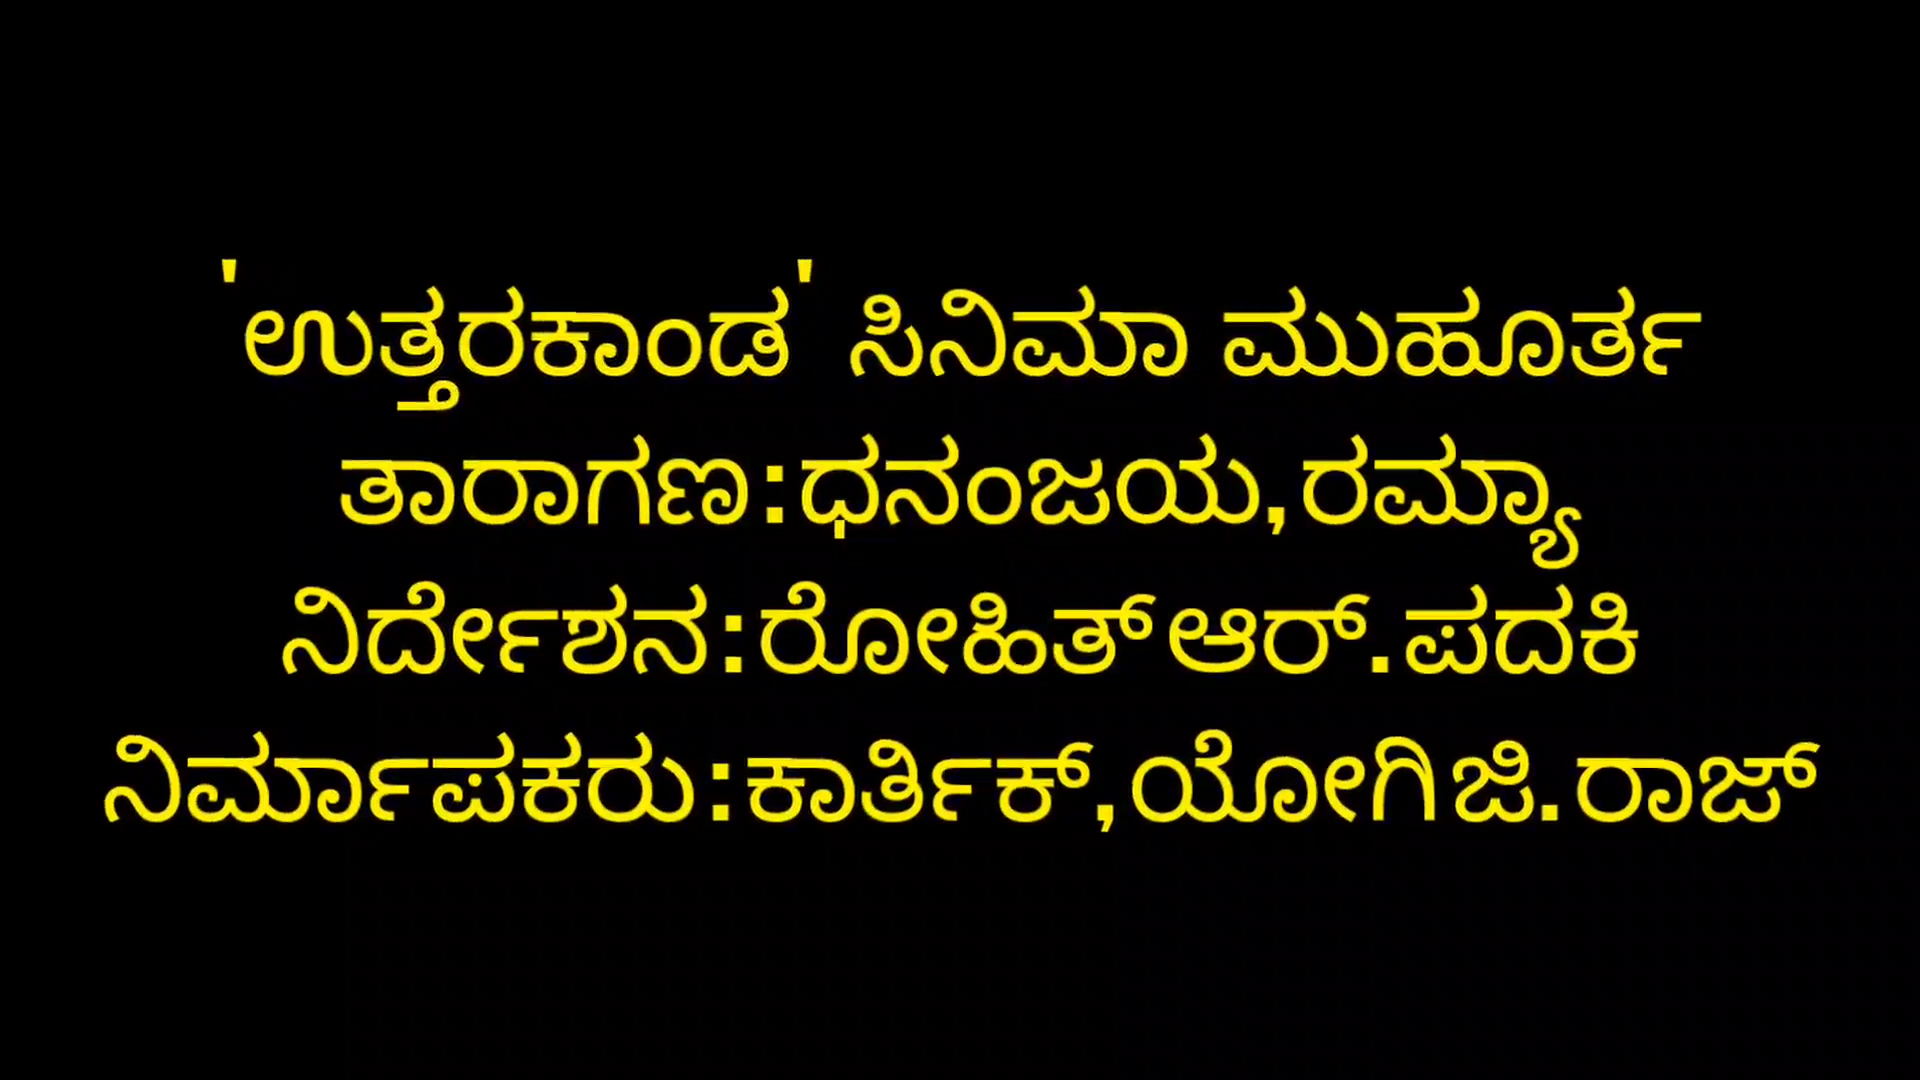 'ಉತ್ತರಕಾಂಡ' ಸಿನಿಮಾ ಮುಹೂರ್ತ
ತಾರಾಗಣ:ಧನಂಜಯ,ರಮ್ಯಾ
ನಿರ್ದೇಶನ:ರೋಹಿತ್ ಆರ್.ಪದಕಿ
ನಿರ್ಮಾಪಕರು:ಕಾರ್ತಿಕ್,ಯೋಗಿ ಜಿ.ರಾಜ್